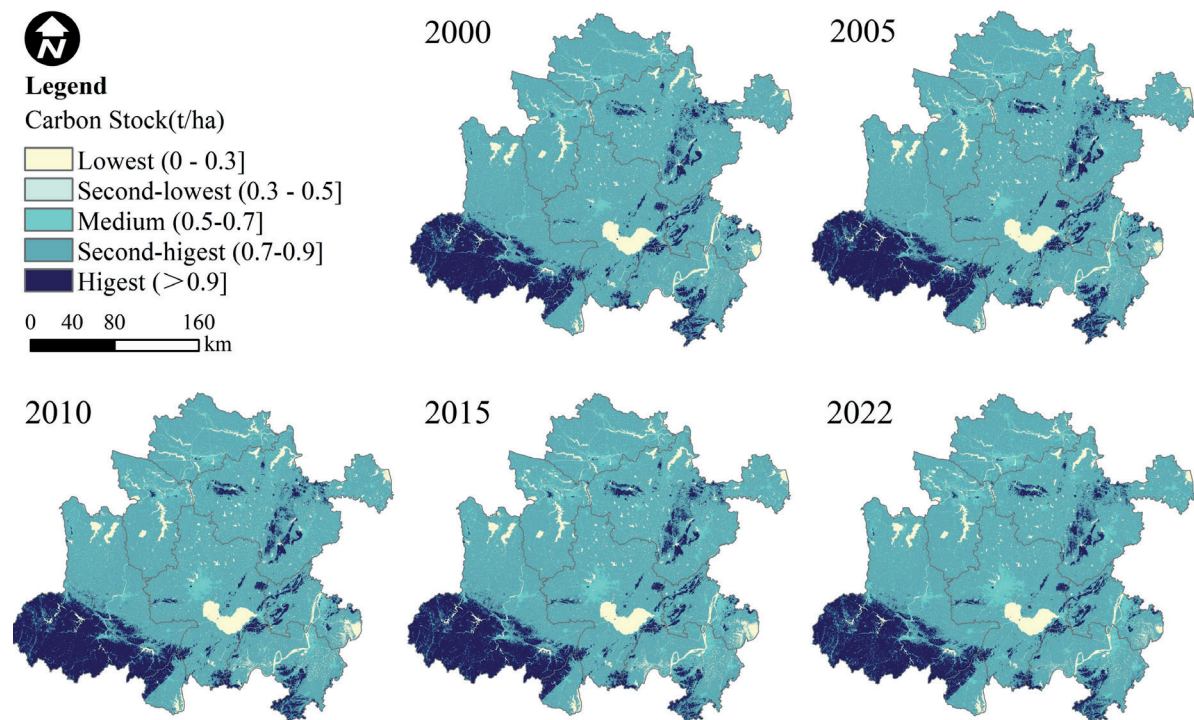 N
Legend
Carbon Stock(t/ha)
Lowest (0 - 0.3]
Second-lowest (0.3 - 0.5]
Medium (0.5-0.7]
Second-higest (0.7-0.9]
Higest (>0.9]
0 40 80 160
km
2000
2005
2010
2015
2022